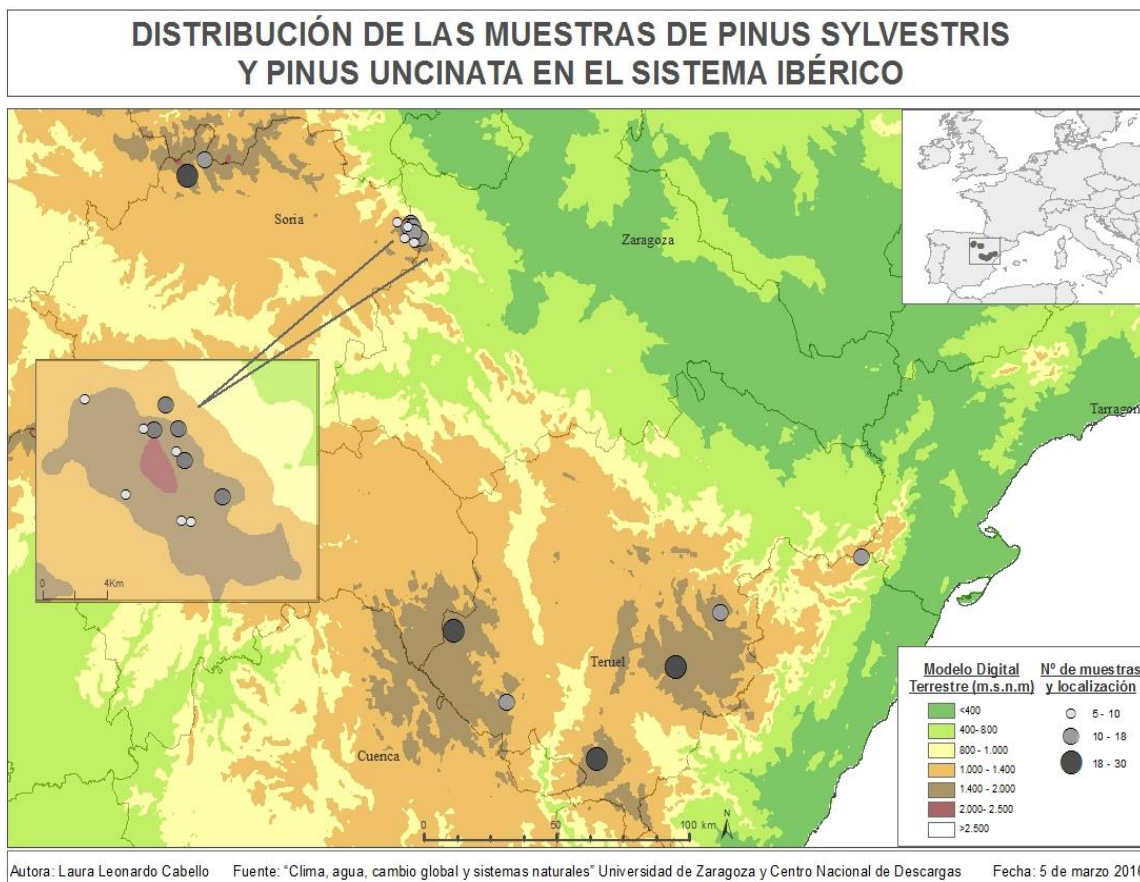 DISTRIBUCIÓN DE LAS MUESTRAS DE PINUS SYLVESTRIS
Y PINUS UNCINATA EN EL SISTEMA IBÉRICO
Soria
Zaragoza
Tarragon
0 4Km
Teruel
Cuenca
N
0 50 100 km
Modelo Digital
Terrestre (m.s.n.m)
<400
400-800
800 - 1.000
1.000 - 1.400
1.400 - 2.000
2.000- 2.500
>2.500
Nº de muestras
y localización
5 - 10
10 - 18
18 - 30
Autora: Laura Leonardo Cabello Fuente: "Clima, agua, cambio global y sistemas naturales" Universidad de Zaragoza y Centro Nacional de Descargas Fecha: 5 de marzo